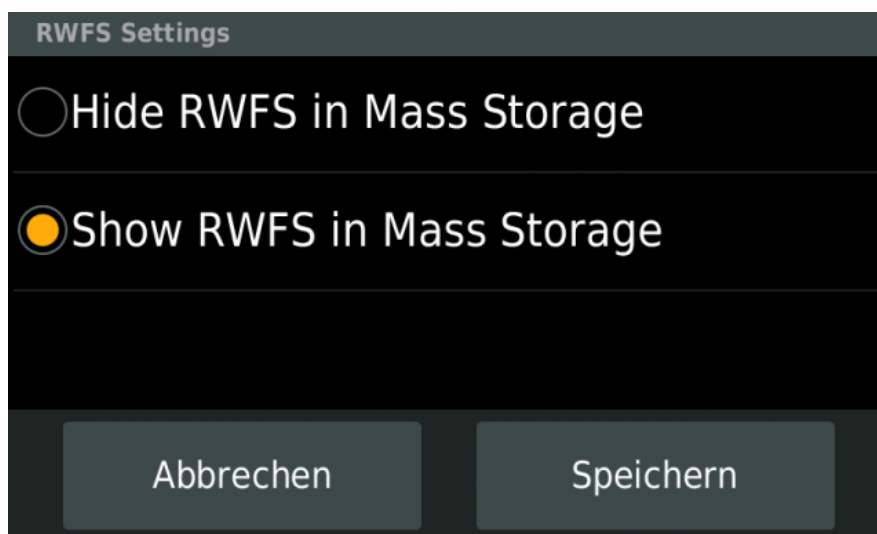 RWFS Settings
Hide RWFS in Mass Storage
Show RWFS in Mass Storage
Abbrechen
Speichern